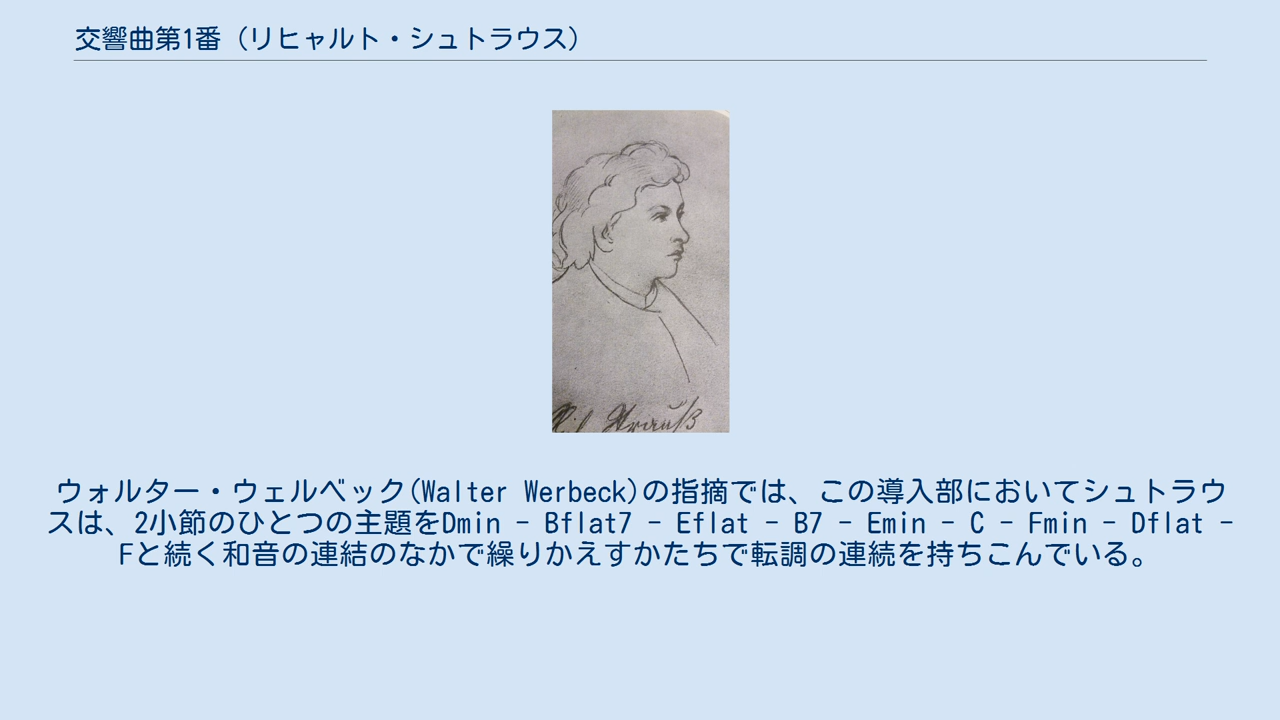 交響曲第1番（リヒャルト・シュトラウス）
Strauß
ウォルター・ウェルベック(Walter Werbeck)の指摘では、この導入部においてシュトラウ
スは、2小節のひとつの主題をDmin - Bflat7 - Eflat - B7 - Emin - C - Fmin - Dflat -
Fと続く和音の連結のなかで繰りかえすかたちで転調の連続を持ちこんでいる。